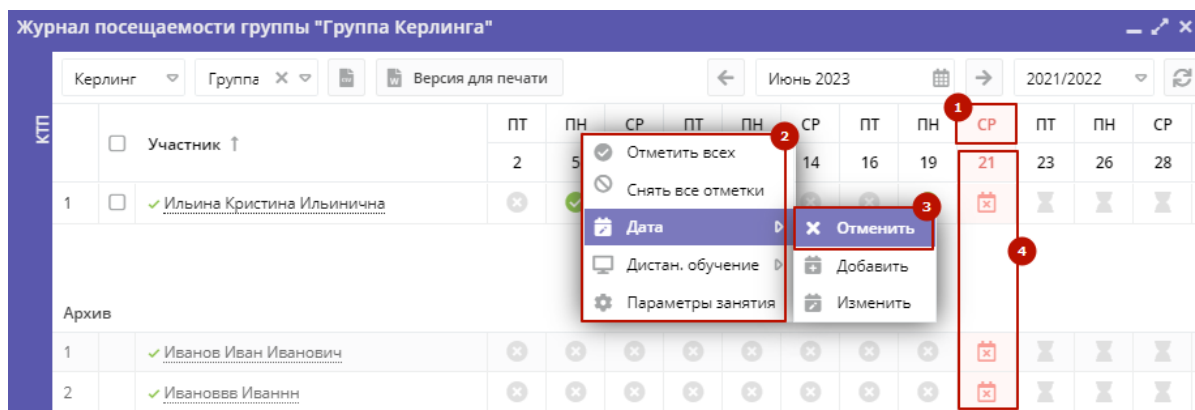 Журнал посещаемости группы "Группа Керлинга"
Керлинг Группа Версия для печати Июнь 2023 2021/2022
КТП
Участник ↑
ПТ ПН СР ПТ ПН СР ПТ ПН СР ПТ ПН СР
2 5 14 16 19 21 23 26 28
1 Ильина Кристина Ильинична
1
2
Отметить всех
Снять все отметки
Дата
Дистан. обучение
Параметры занятия
3
Отменить
Добавить
Изменить
4
Архив
1 Иванов Иван Иванович
2 Ивановвв Иваннн